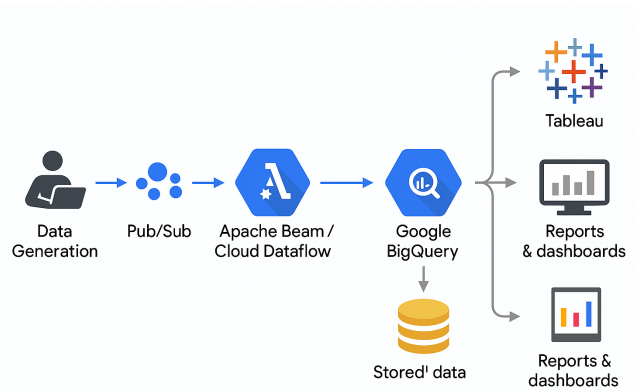 Tableau
Data
Generation
Pub/Sub
Apache Beam /
Cloud Dataflow
Google
BigQuery
Reports
& dashboards
Stored' data
Reports &
dashboards